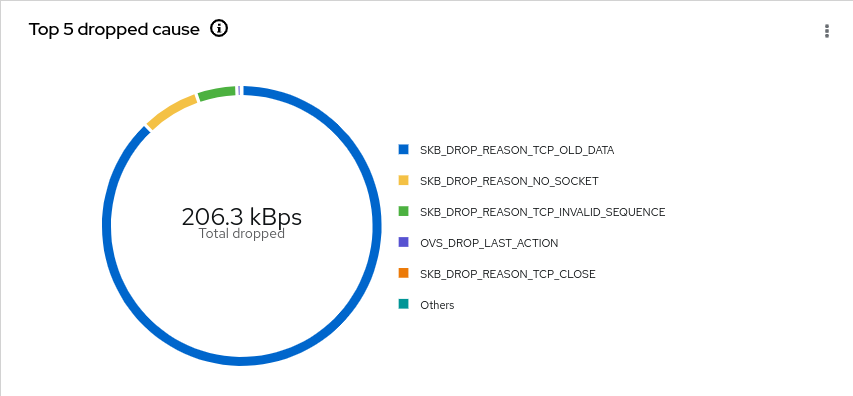 Top 5 dropped cause
206.3 kBps
Total dropped
SKB_DROP_REASON_TCP_OLD_DATA
SKB_DROP_REASON_NO_SOCKET
SKB_DROP_REASON_TCP_INVALID_SEQUENCE
OVS_DROP_LAST_ACTION
SKB_DROP_REASON_TCP_CLOSE
Others